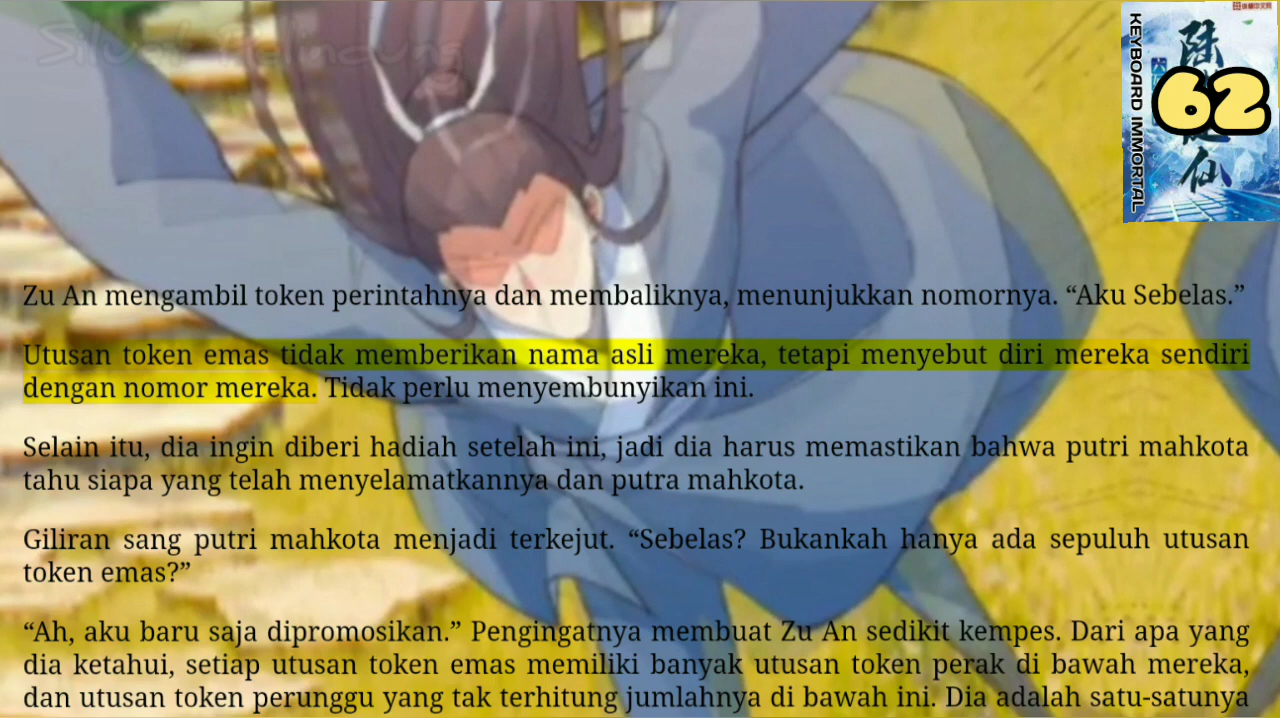 KEYBOARD IMMORTAL
62
Zu An mengambil token perintahnya dan membaliknya, menunjukkan nomornya. “Aku Sebelas.”
Utusan token emas tidak memberikan nama asli mereka, tetapi menyebut diri mereka sendiri
dengan nomor mereka. Tidak perlu menyembunyikan ini.
Selain itu, dia ingin diberi hadiah setelah ini, jadi dia harus memastikan bahwa putri mahkota
tahu siapa yang telah menyelamatkannya dan putra mahkota.
Giliran sang putri mahkota menjadi terkejut. “Sebelas? Bukankah hanya ada sepuluh utusan
token emas?”
“Ah, aku baru saja dipromosikan.” Pengingatnya membuat Zu An sedikit kempes. Dari apa yang
dia ketahui, setiap utusan token emas memiliki banyak utusan token perak di bawah mereka,
dan utusan token perunggu yang tak terhitung jumlahnya di bawah ini. Dia adalah satu-satunya